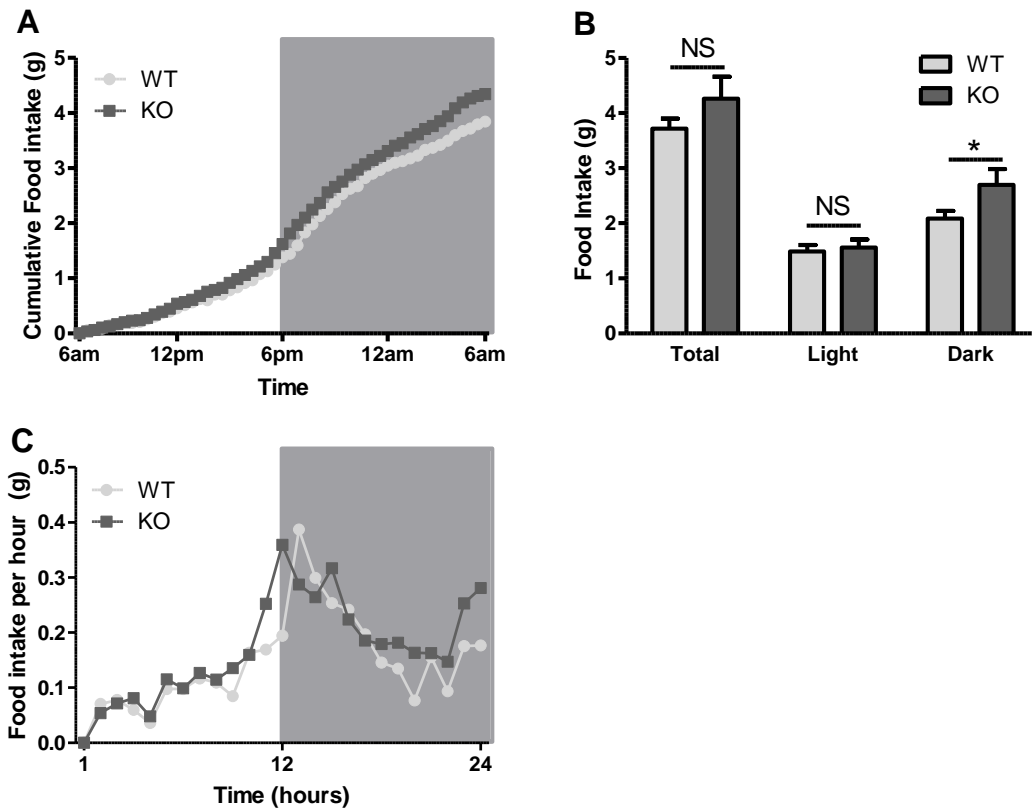 A
Cumulative Food intake (g)
5
4
3
2
1
0
WT
KO
6am 12pm 6pm 12am 6am
Time
B
Food Intake (g)
5
4
3
2
1
0
NS
NS
*
WT
KO
Total Light Dark
C
Food intake per hour (g)
0.5
0.4
0.3
0.2
0.1
0.0
WT
KO
1 12 24
Time (hours)